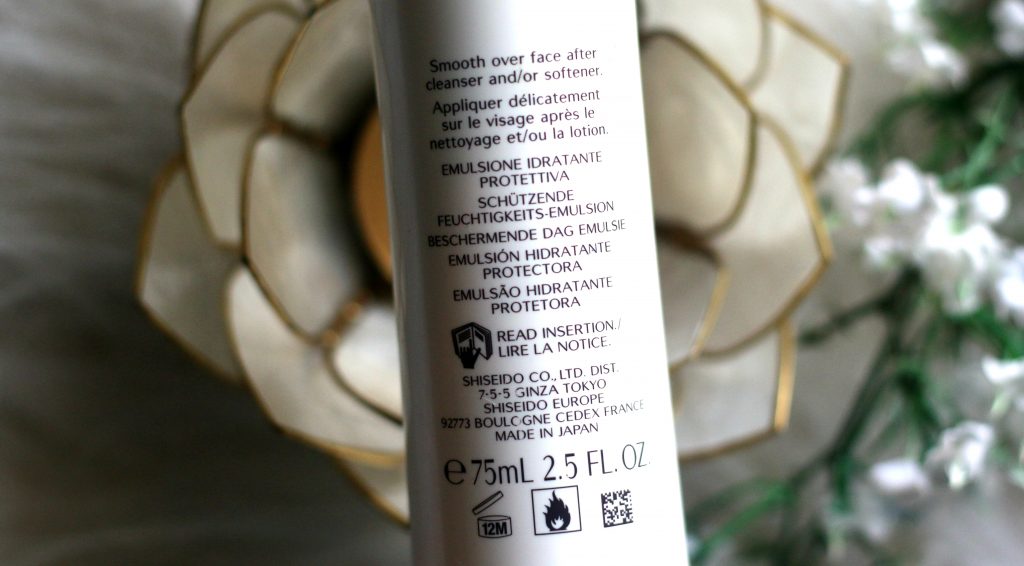 Smooth over face after
cleanser and/or softener.
Appliquer délicatement
sur le visage après le
nettoyage et/ou la lotion.
EMULSIONE IDRATANTE
PROTETTIVA
SCHÜTZENDE
FEUCHTIGKEITS-EMULSION
BESCHERMENDE DAG EMULSIE
EMULSIÓN HIDRATANTE
PROTECTORA
EMULSÃO HIDRATANTE
PROTETORA
READ INSERTION./
LIRE LA NOTICE.
SHISEIDO CO., LTD. DIST.
7-5-5 GINZA TOKYO
SHISEIDO EUROPE
92773 BOULOGNE CEDEX FRANCE
MADE IN JAPAN
℮75mL 2.5 FL. OZ.
12M